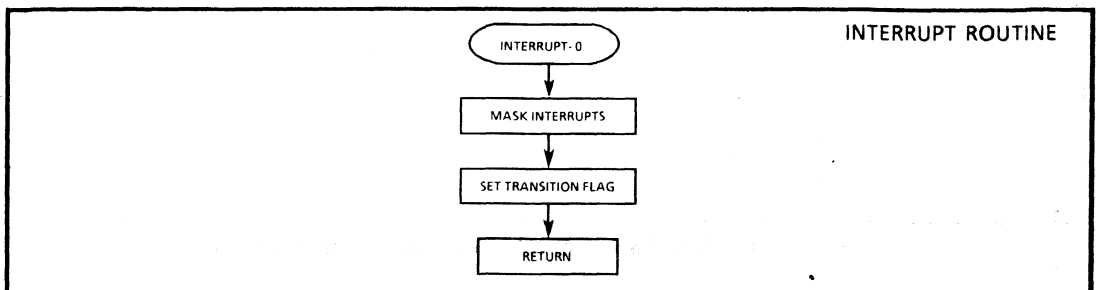 INTERRUPT ROUTINE
INTERRUPT-0
MASK INTERRUPTS
SET TRANSITION FLAG
RETURN